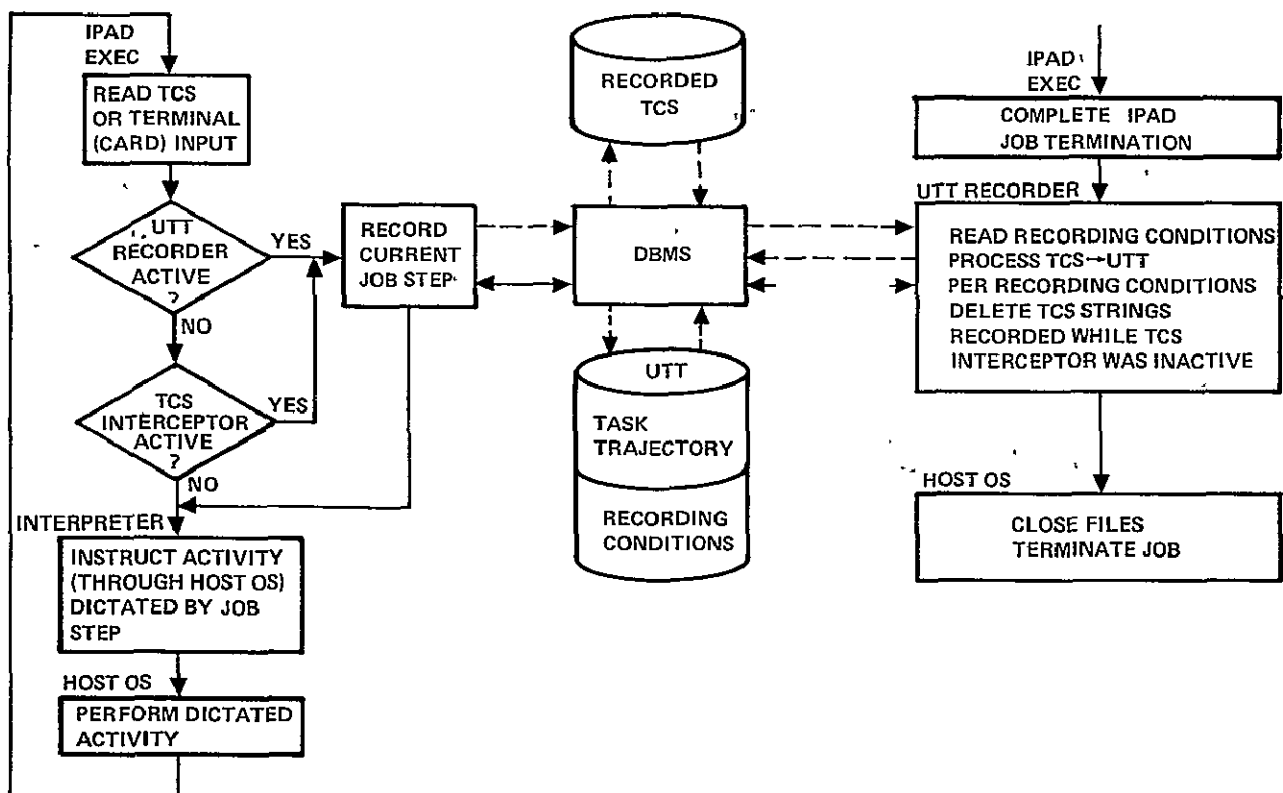 IPAD
EXEC
READ TCS
OR TERMINAL
(CARD) INPUT
UTT
RECORDER
ACTIVE
?
YES
NO
TCS
INTERCEPTOR
ACTIVE
?
YES
NO
INTERPRETER
INSTRUCT ACTIVITY
(THROUGH HOST OS)
DICTATED BY JOB
STEP
HOST OS
PERFORM DICTATED
ACTIVITY
RECORD
CURRENT
JOB STEP
RECORDED
TCS
DBMS
UTT
TASK
TRAJECTORY
RECORDING
CONDITIONS
IPAD
EXEC
COMPLETE IPAD
JOB TERMINATION
UTT RECORDER
READ RECORDING CONDITIONS
PROCESS TCS→UTT
PER RECORDING CONDITIONS
DELETE TCS STRINGS
RECORDED WHILE TCS
INTERCEPTOR WAS INACTIVE
HOST OS
CLOSE FILES
TERMINATE JOB